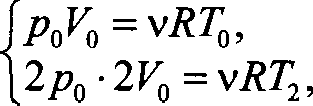 p₀V₀ = νRT₀,
2p₀ · 2V₀ = νRT₂,